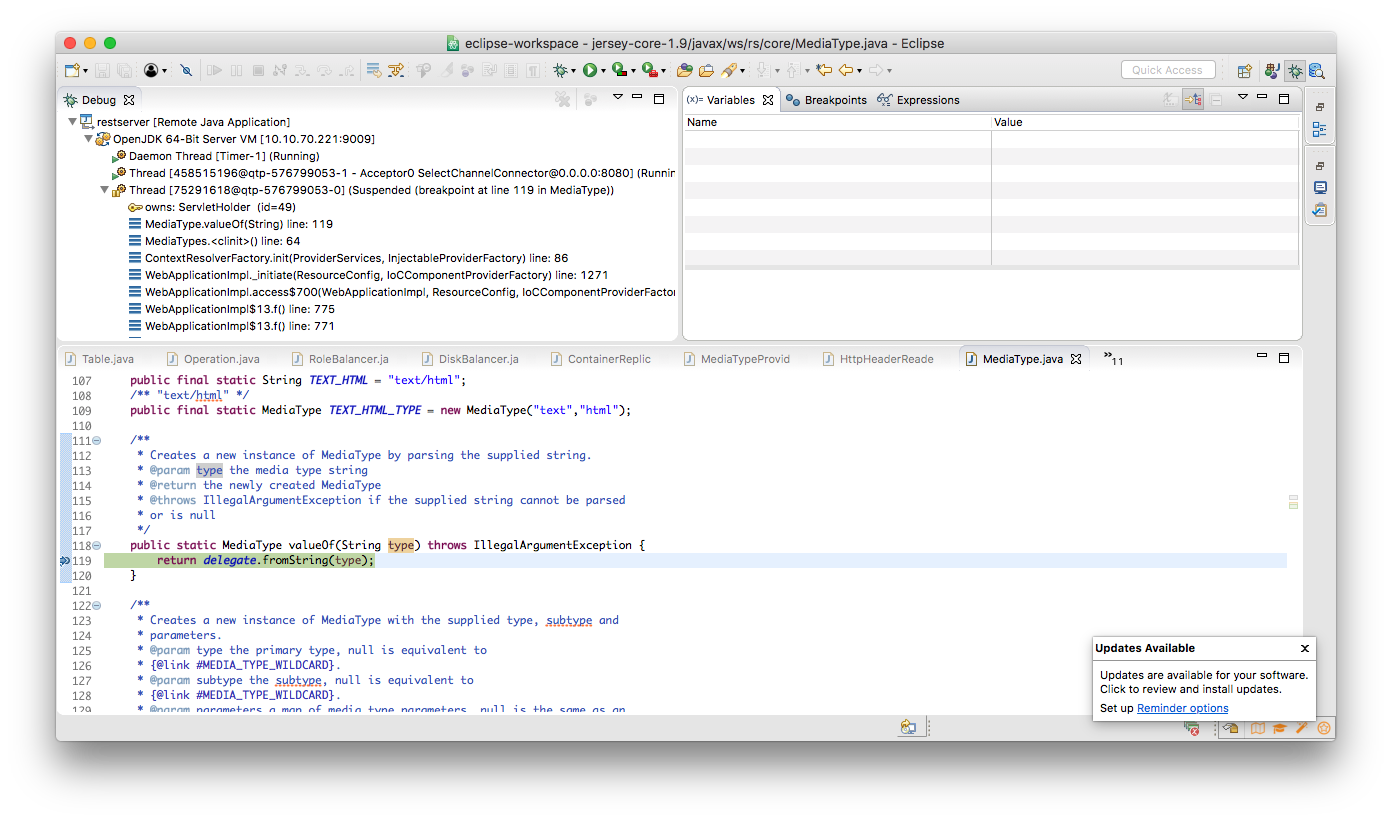 eclipse-workspace - jersey-core-1.9/javax/ws/rs/core/MediaType.java - Eclipse
Quick Access
Debug
restserver [Remote Java Application]
OpenJDK 64-Bit Server VM [10.10.70.221:9009]
Daemon Thread [Timer-1] (Running)
Thread [458515196@qtp-576799053-1 - Acceptor0 SelectChannelConnector@0.0.0.0:8080] (Runnin
Thread [75291618@qtp-576799053-0] (Suspended (breakpoint at line 119 in MediaType))
owns: ServletHolder (id=49)
MediaType.valueOf(String) line: 119
MediaTypes.<clinit>() line: 64
ContextResolverFactory.init(ProviderServices, InjectableProviderFactory) line: 86
WebApplicationImpl._initiate(ResourceConfig, IoCComponentProviderFactory) line: 1271
WebApplicationImpl.access$700(WebApplicationImpl, ResourceConfig, IoCComponentProviderFacto
WebApplicationImpl$13.f() line: 775
WebApplicationImpl$13.f() line: 771
(x)= Variables Breakpoints Expressions
Name Value
Table.java Operation.java RoleBalancer.ja DiskBalancer.ja ContainerReplic MediaTypeProvid HttpHeaderReade MediaType.java »11
107 public final static String TEXT_HTML = "text/html";
108 /** "text/html" */
109 public final static MediaType TEXT_HTML_TYPE = new MediaType("text","html");
110
111 /**
112 * Creates a new instance of MediaType by parsing the supplied string.
113 * @param type the media type string
114 * @return the newly created MediaType
115 * @throws IllegalArgumentException if the supplied string cannot be parsed
116 * or is null
117 */
118 public static MediaType valueOf(String type) throws IllegalArgumentException {
119 return delegate.fromString(type);
120 }
121
122 /**
123 * Creates a new instance of MediaType with the supplied type, subtype and
124 * parameters.
125 * @param type the primary type, null is equivalent to
126 * {@link #MEDIA_TYPE_WILDCARD}.
127 * @param subtype the subtype, null is equivalent to
128 * {@link #MEDIA_TYPE_WILDCARD}.
129 * @param parameters a map of media type parameters, null is the same as an
Updates Available
Updates are available for your software.
Click to review and install updates.
Set up Reminder options